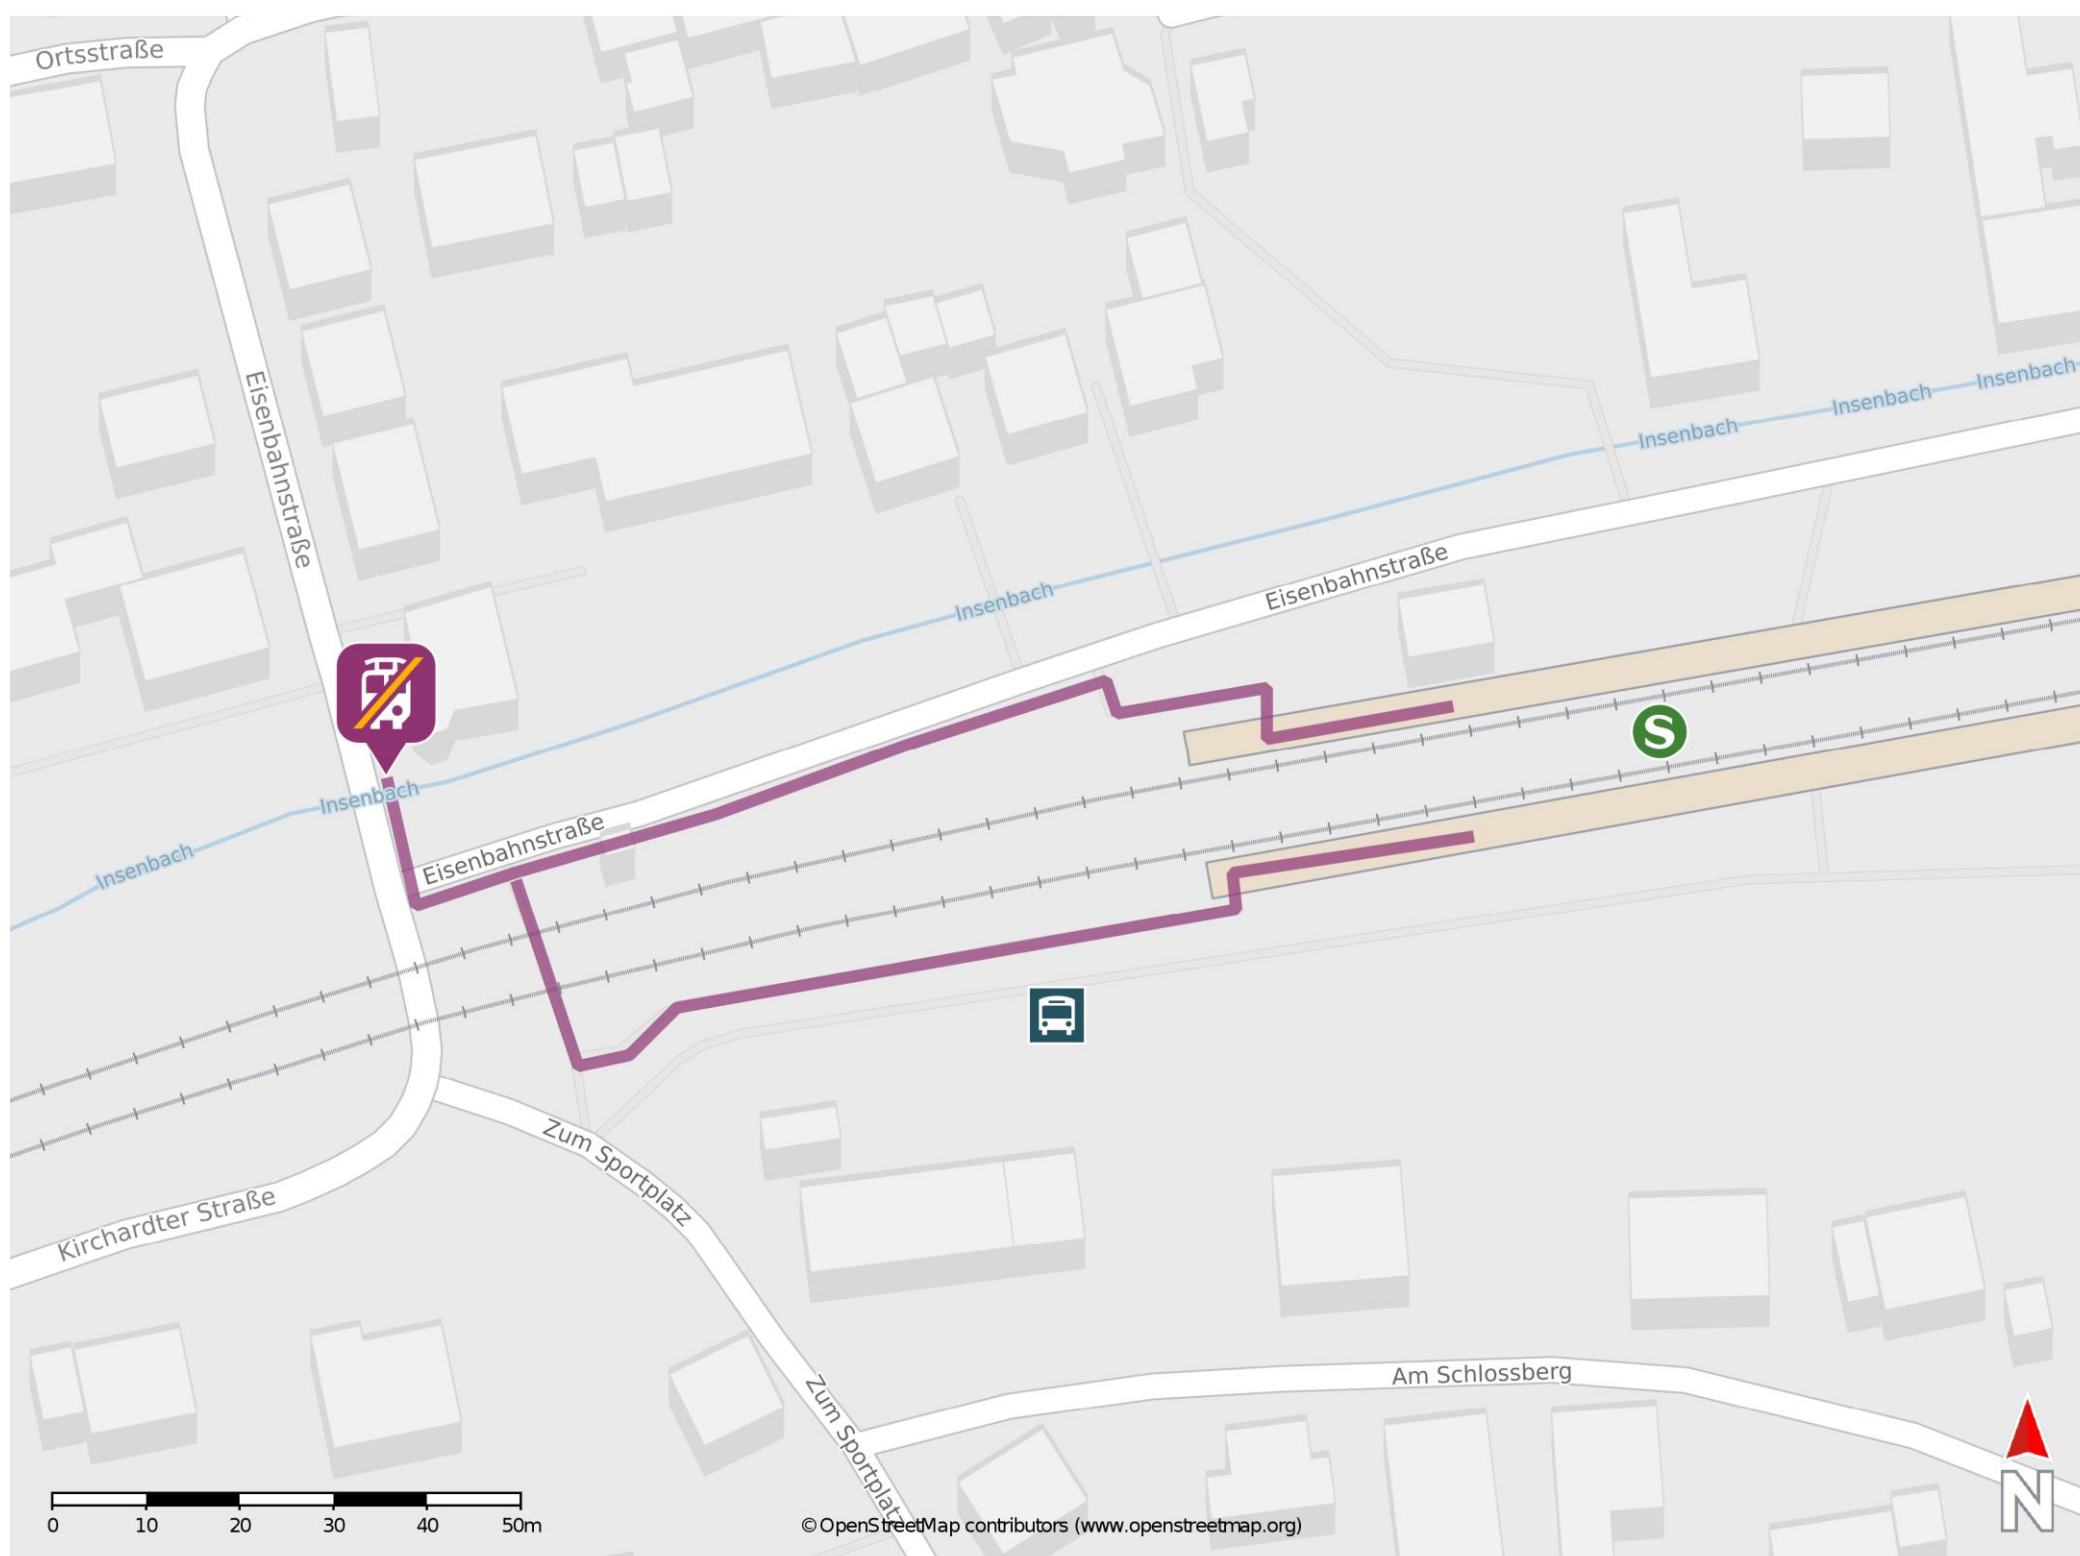 Ortsstraße
Eisenbahnstraße
Insenbach
Insenbach
Insenbach
Eisenbahnstraße
Insenbach
S
Insenbach
Insenbach
Eisenbahnstraße
Zum Sportplatz
Kirchardter Straße
Am Schlossberg
Zum Sportplatz
0 10 20 30 40 50m
© OpenStreetMap contributors (www.openstreetmap.org)
N